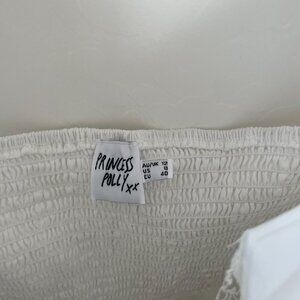 PRINCESS
POLLY
xx
AU/UK 12
US 8
EU 40